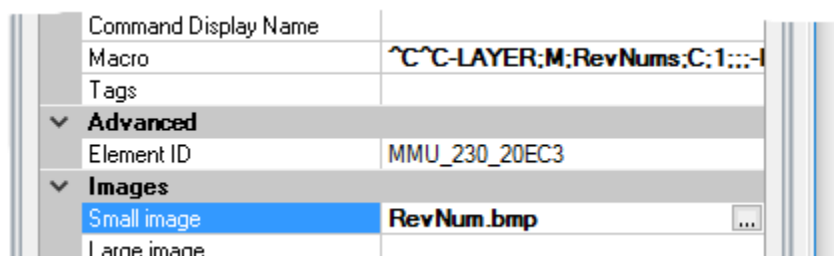 Command Display Name
Macro ^C^C-LAYER;M;RevNums;C;1;;;-
Tags
Advanced
Element ID MMU_230_20EC3
Images
Small image RevNum.bmp ...
Large image